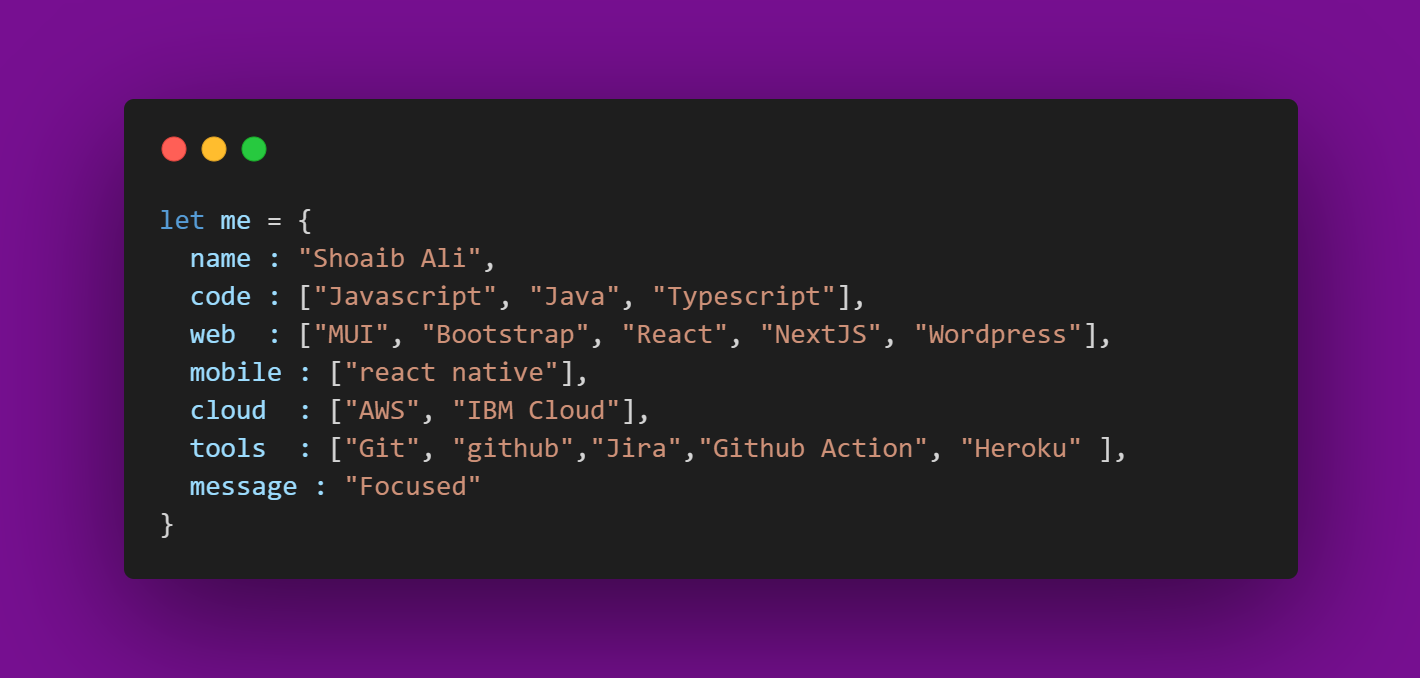 let me = {
  name : "Shoaib Ali",
  code : ["Javascript", "Java", "Typescript"],
  web  : ["MUI", "Bootstrap", "React", "NextJS", "Wordpress"],
  mobile : ["react native"],
  cloud  : ["AWS", "IBM Cloud"],
  tools  : ["Git", "github","Jira","Github Action", "Heroku" ],
  message : "Focused"
}